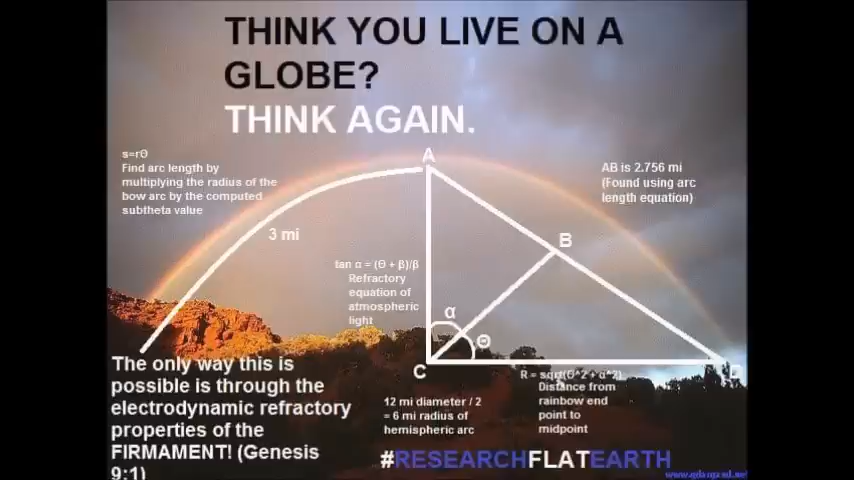 THINK YOU LIVE ON A
GLOBE?
THINK AGAIN.
s=rΘ
Find arc length by
multiplying the radius of the
bow arc by the computed
subtheta value
3 mi
A
AB is 2.756 mi
(Found using arc
length equation)
B
tan α = (Θ + β)/β
Refractory
equation of
atmospheric
light
α
Θ
C
D
The only way this is
possible is through the
electrodynamic refractory
properties of the
FIRMAMENT! (Genesis
9:1)
12 mi diameter / 2
= 6 mi radius of
hemispheric arc
R = sqrt(Θ^2 + α^2)
Distance from
rainbow end
point to
midpoint
#RESEARCHFLATEARTH